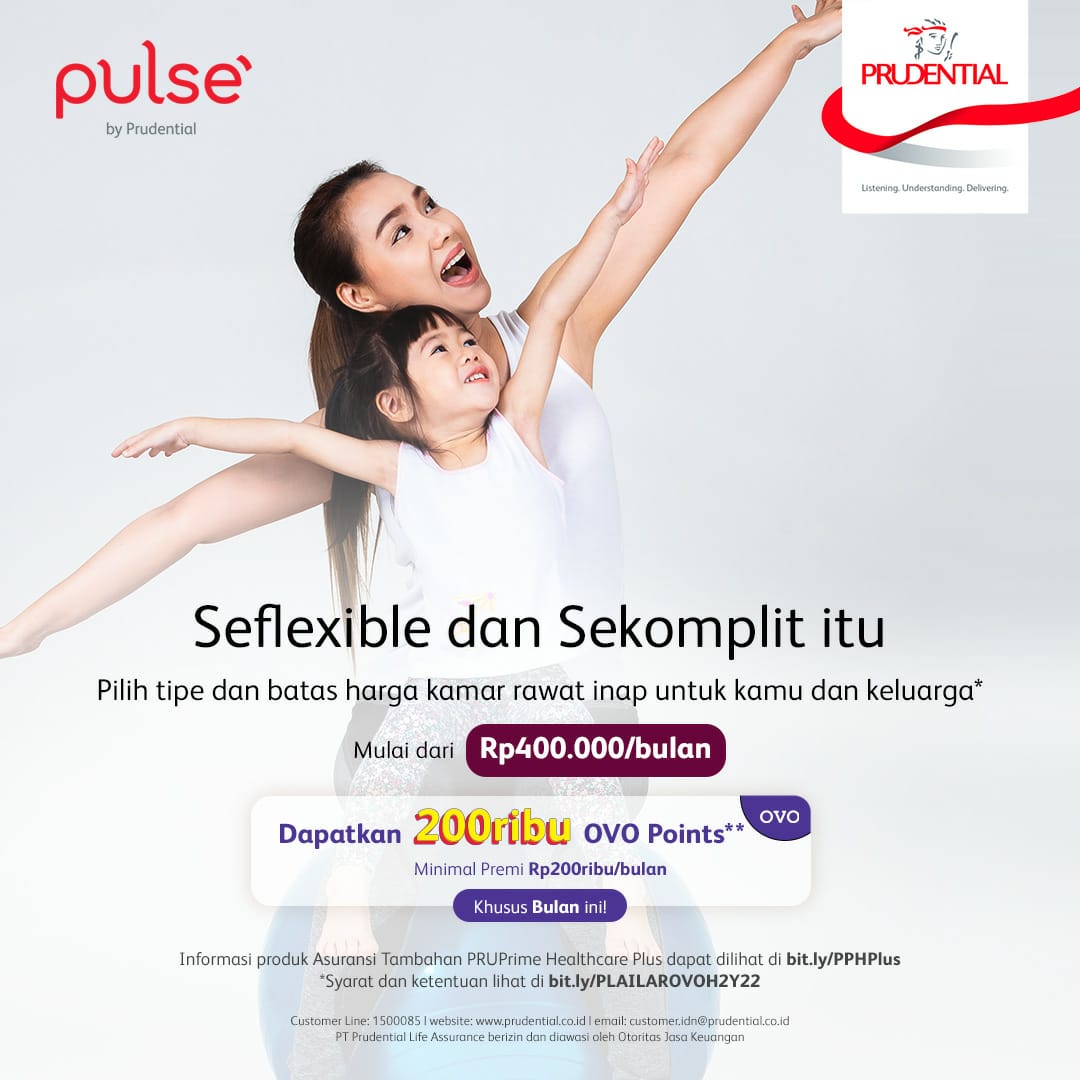 pulse
by Prudential
PRUDENTIAL
Listening. Understanding. Delivering.
Seflexible dan Sekomplit itu
Pilih tipe dan batas harga kamar rawat inap untuk kamu dan keluarga*
Mulai dari Rp400.000/bulan
Dapatkan 200ribu OVO Points**
OVO
Minimal Premi Rp200ribu/bulan
Khusus Bulan ini!
Informasi produk Asuransi Tambahan PRUPrime Healthcare Plus dapat dilihat di bit.ly/PPHPlus
*Syarat dan ketentuan lihat di bit.ly/PLAILAROVOH2Y22
Customer Line: 1500085 | website: www.prudential.co.id | email: customer.idn@prudential.co.id
PT Prudential Life Assurance berizin dan diawasi oleh Otoritas Jasa Keuangan